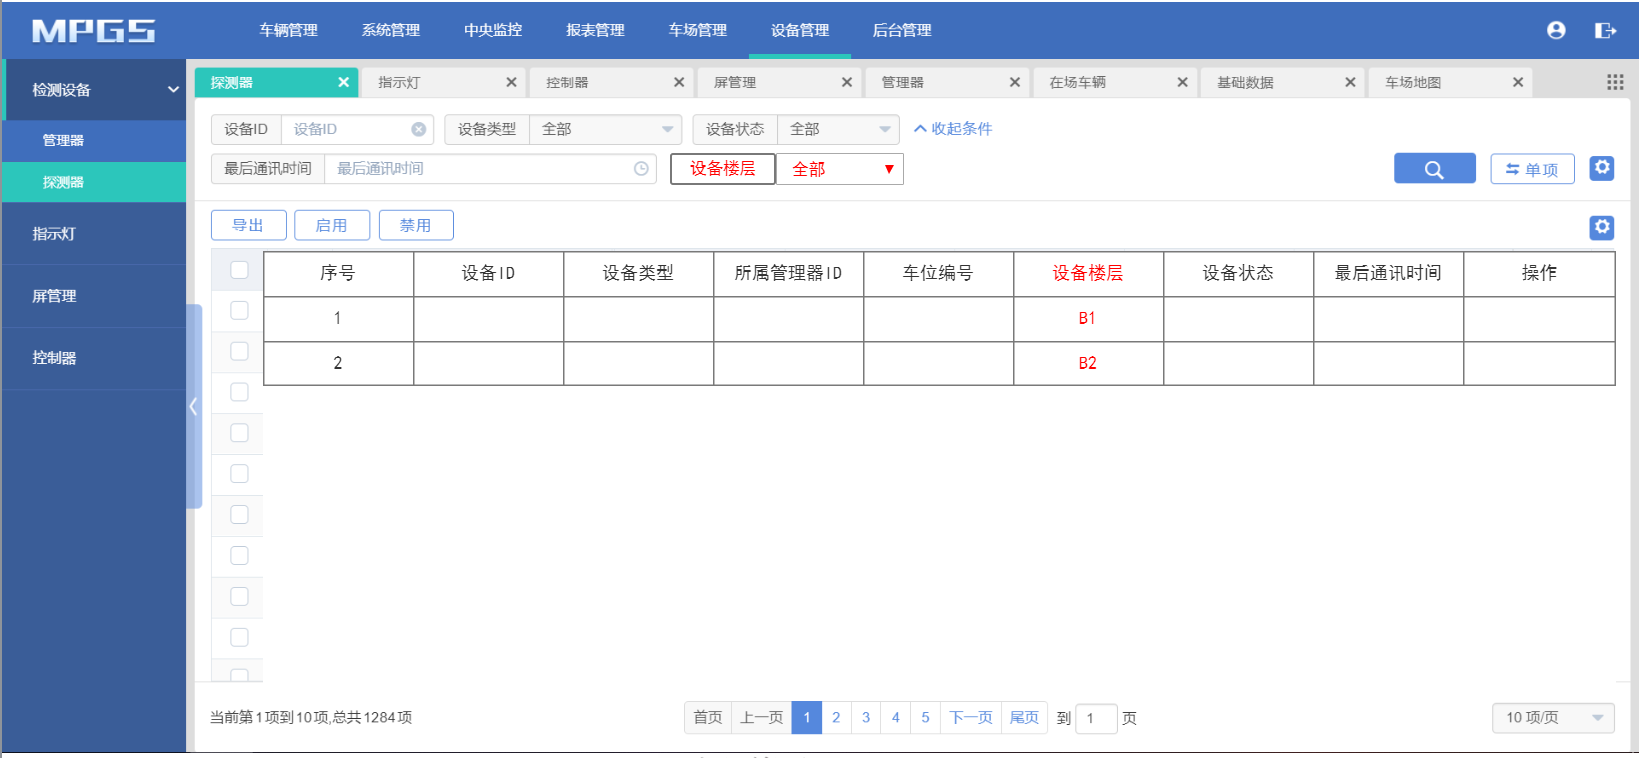 MPGS 车辆管理 系统管理 中央监控 报表管理 车场管理 设备管理 后台管理
检测设备
管理器
探测器
指示灯
屏管理
控制器
探测器 指示灯 控制器 屏管理 管理器 在场车辆 基础数据 车场地图
设备ID 设备ID 设备类型 全部 设备状态 全部 收起条件
最后通讯时间 最后通讯时间 设备楼层 全部 单项
导出 启用 禁用
序号 设备ID 设备类型 所属管理器ID 车位编号 设备楼层 设备状态 最后通讯时间 操作
1 B1
2 B2
当前第1项到10项,总共1284项 首页 上一页 1 2 3 4 5 下一页 尾页 到 1 页 10 项/页